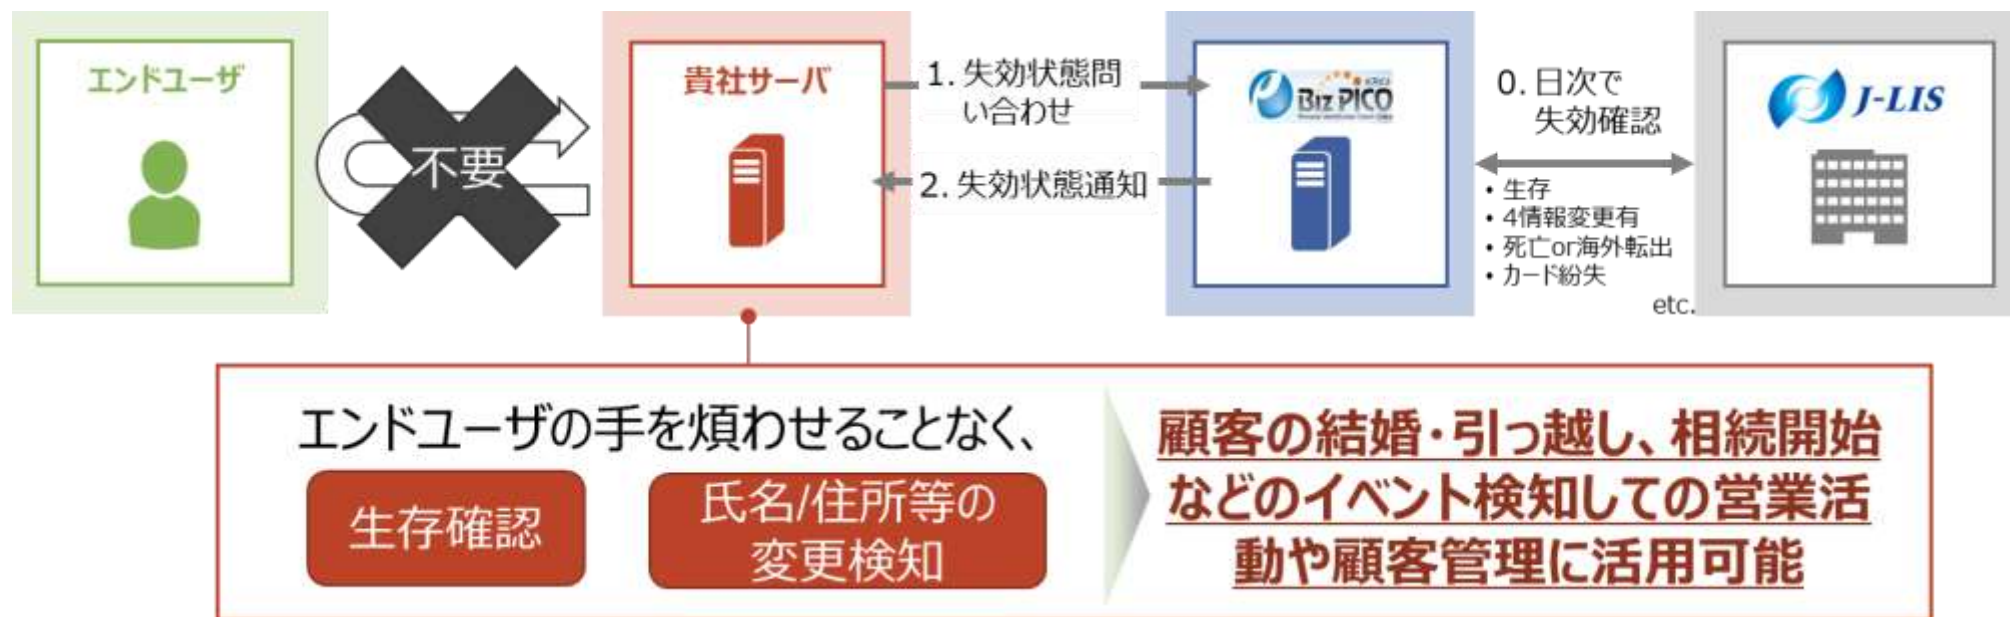 エンドユーザ
不要
貴社サーバ
1. 失効状態問
い合わせ
2. 失効状態通知
Biz PICO
0. 日次で
失効確認
・生存
・4情報変更有
・死亡or海外転出
・カード紛失
etc.
J-LIS
エンドユーザの手を煩わせることなく、
生存確認
氏名/住所等の
変更検知
顧客の結婚・引っ越し、相続開始
などのイベント検知しての営業活
動や顧客管理に活用可能